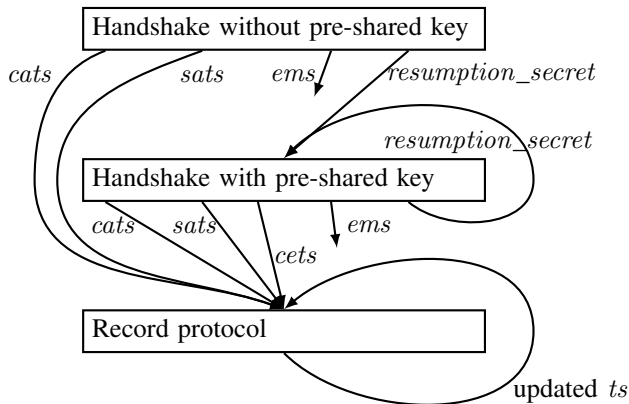 Handshake without pre-shared key
cats sats ems resumption_secret
resumption_secret
Handshake with pre-shared key
cats sats ems
cets
Record protocol
updated ts